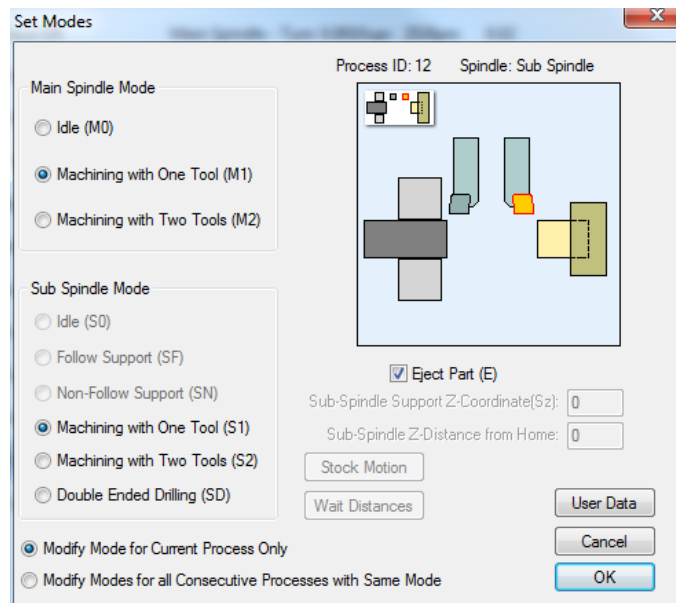 Set Modes
Process ID: 12 Spindle: Sub Spindle
Main Spindle Mode
Idle (M0)
Machining with One Tool (M1)
Machining with Two Tools (M2)
Sub Spindle Mode
Idle (S0)
Follow Support (SF)
Non-Follow Support (SN)
Machining with One Tool (S1)
Machining with Two Tools (S2)
Double Ended Drilling (SD)
Eject Part (E)
Sub-Spindle Support Z-Coordinate(Sz): 0
Sub-Spindle Z-Distance from Home: 0
Stock Motion
Wait Distances
User Data
Cancel
OK
Modify Mode for Current Process Only
Modify Modes for all Consecutive Processes with Same Mode